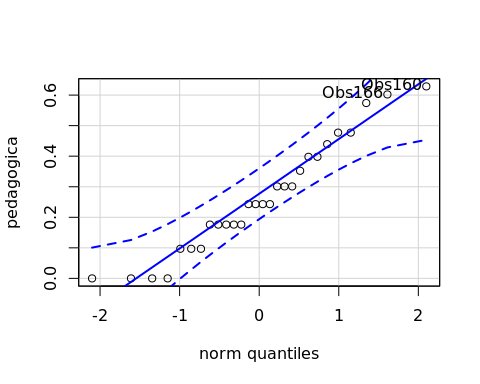 Obs160
Obs166
0.6
0.4
0.2
0.0
pedagogica
-2 -1 0 1 2
norm quantiles